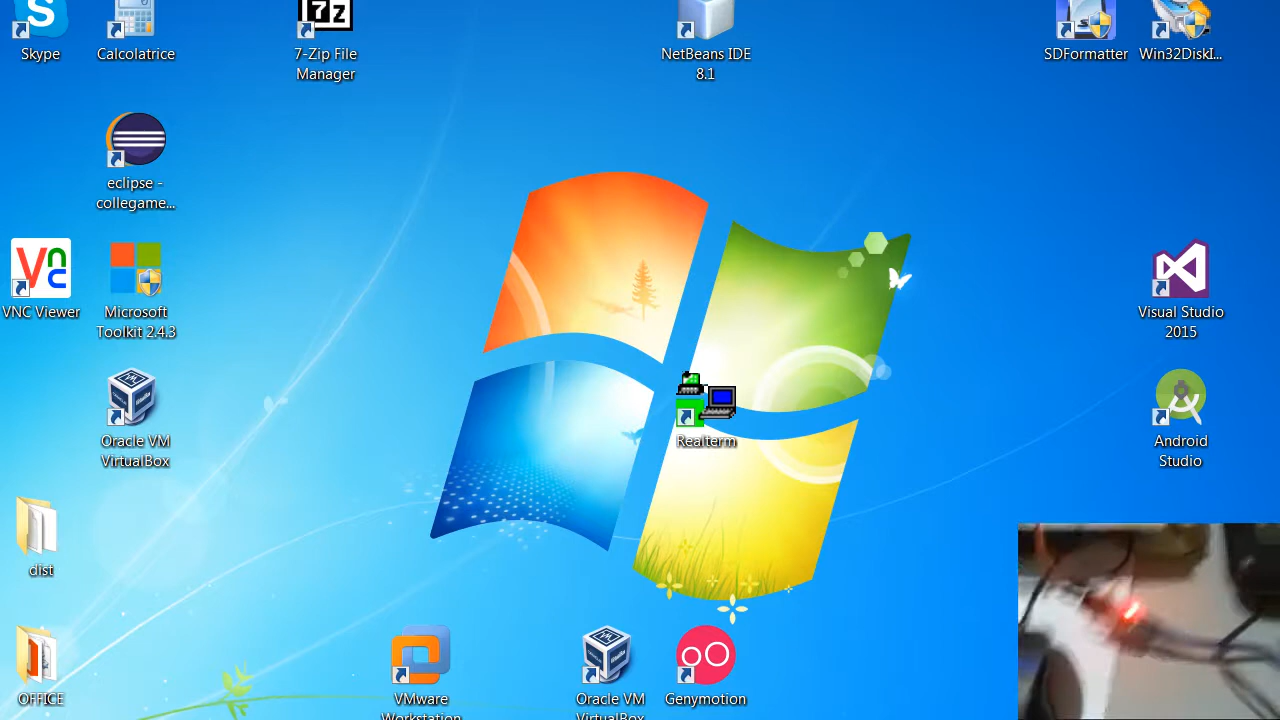 Skype
Calcolatrice
7z
7-Zip File
Manager
NetBeans IDE
8.1
SDFormatter
Win32DiskI...
eclipse -
collegame...
VNC
VNC Viewer
Microsoft
Toolkit 2.4.3
Visual Studio
2015
Oracle VM
VirtualBox
Realterm
Android
Studio
dist
OFFICE
VMware
Workstation
Oracle VM
VirtualBox
Genymotion